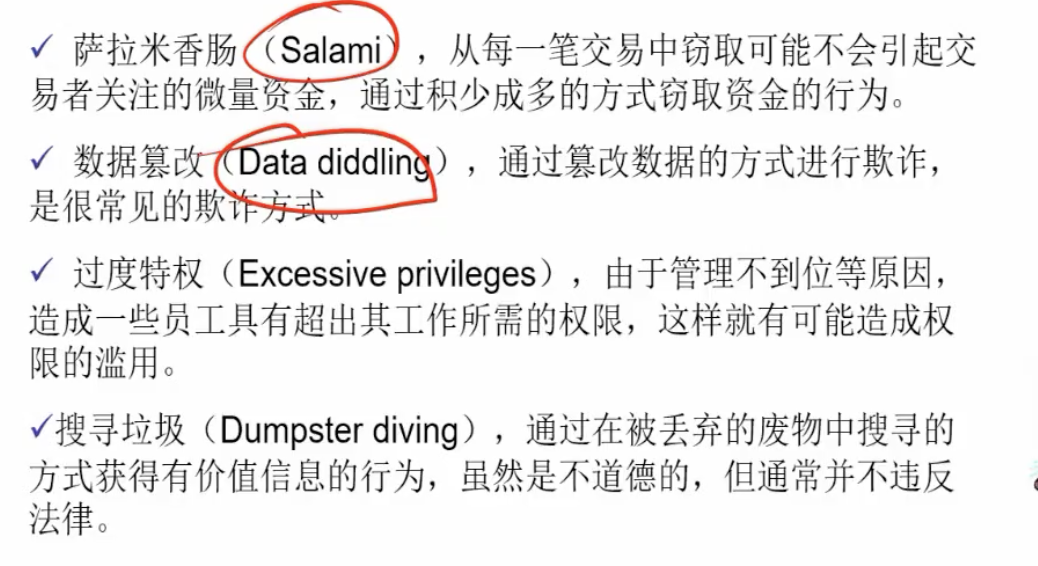 ✓ 萨拉米香肠（Salami），从每一笔交易中窃取可能不会引起交
易者关注的微量资金，通过积少成多的方式窃取资金的行为。
✓ 数据篡改（Data diddling），通过篡改数据的方式进行欺诈，
是很常见的欺诈方式。
✓ 过度特权（Excessive privileges），由于管理不到位等原因，
造成一些员工具有超出其工作所需的权限，这样就有可能造成权
限的滥用。
✓搜寻垃圾（Dumpster diving），通过在被丢弃的废物中搜寻的
方式获得有价值信息的行为，虽然是不道德的，但通常并不违反
法律。